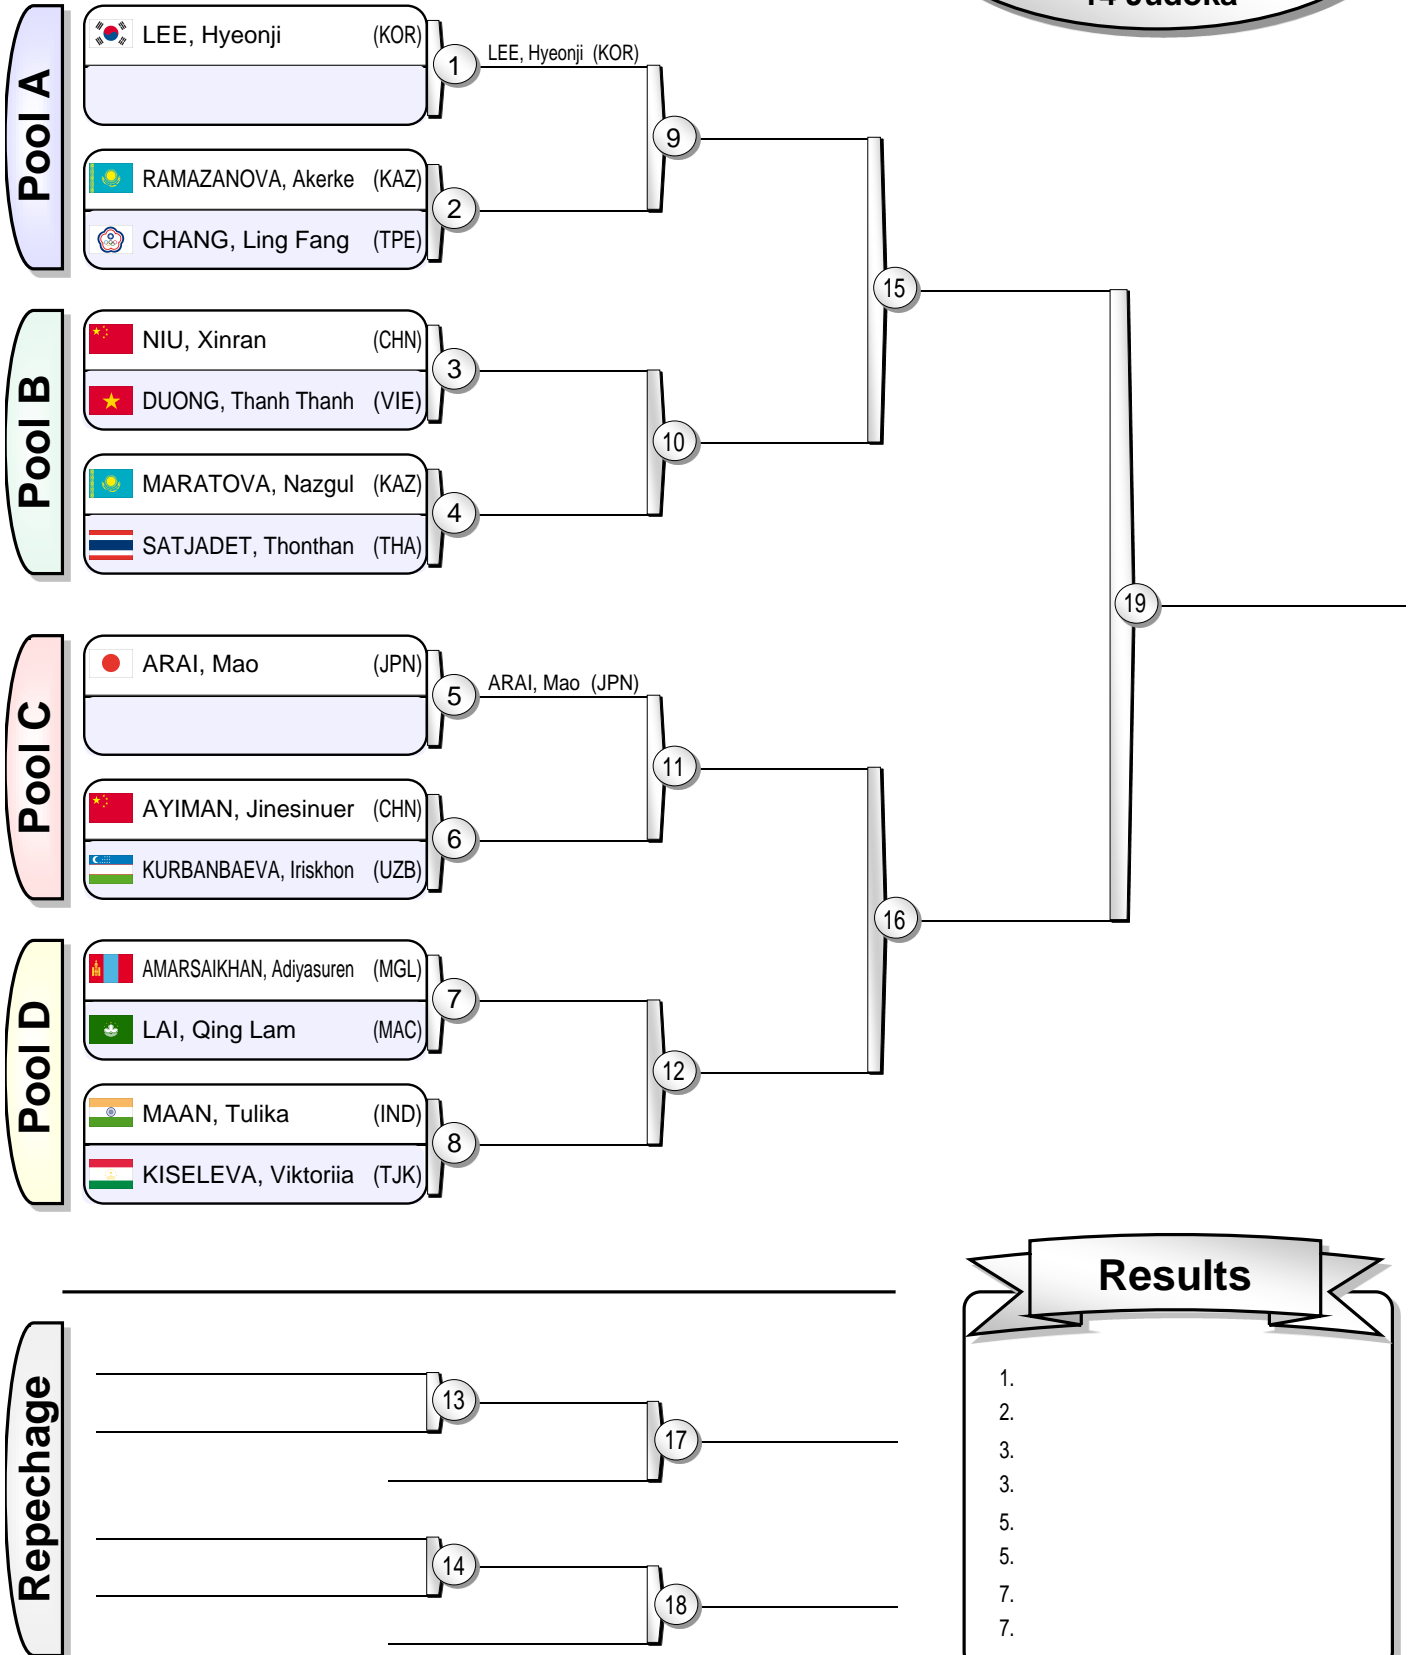 14 Judoka
Pool A
LEE, Hyeonji (KOR)
1
LEE, Hyeonji (KOR)
9
RAMAZANOVA, Akerke (KAZ)
2
CHANG, Ling Fang (TPE)
15
Pool B
NIU, Xinran (CHN)
3
DUONG, Thanh Thanh (VIE)
10
MARATOVA, Nazgul (KAZ)
4
SATJADET, Thonthan (THA)
19
Pool C
ARAI, Mao (JPN)
5
ARAI, Mao (JPN)
11
AYIMAN, Jinesinuer (CHN)
6
KURBANBAEVA, Iriskhon (UZB)
16
Pool D
AMARSAIKHAN, Adiyasuren (MGL)
7
LAI, Qing Lam (MAC)
12
MAAN, Tulika (IND)
8
KISELEVA, Viktoriia (TJK)
Repechage
13
17
14
18
Results
1.
2.
3.
3.
5.
5.
7.
7.